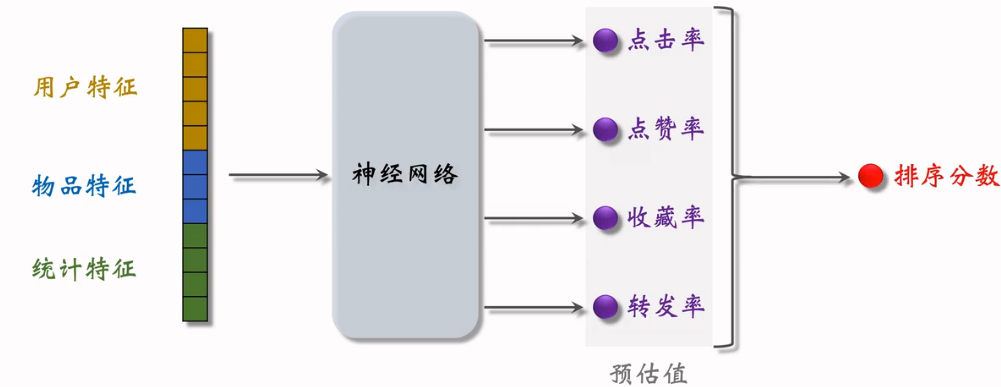 用户特征
物品特征
统计特征
神经网络
点击率
点赞率
收藏率
转发率
预估值
排序分数